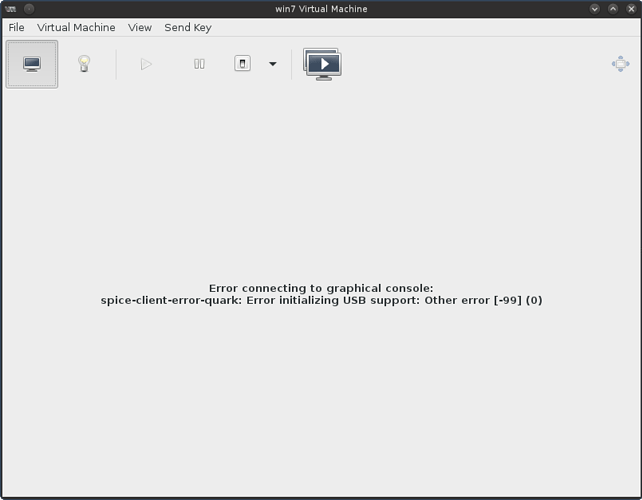 win7 Virtual Machine
File Virtual Machine View Send Key
Error connecting to graphical console:
spice-client-error-quark: Error initializing USB support: Other error [-99] (0)